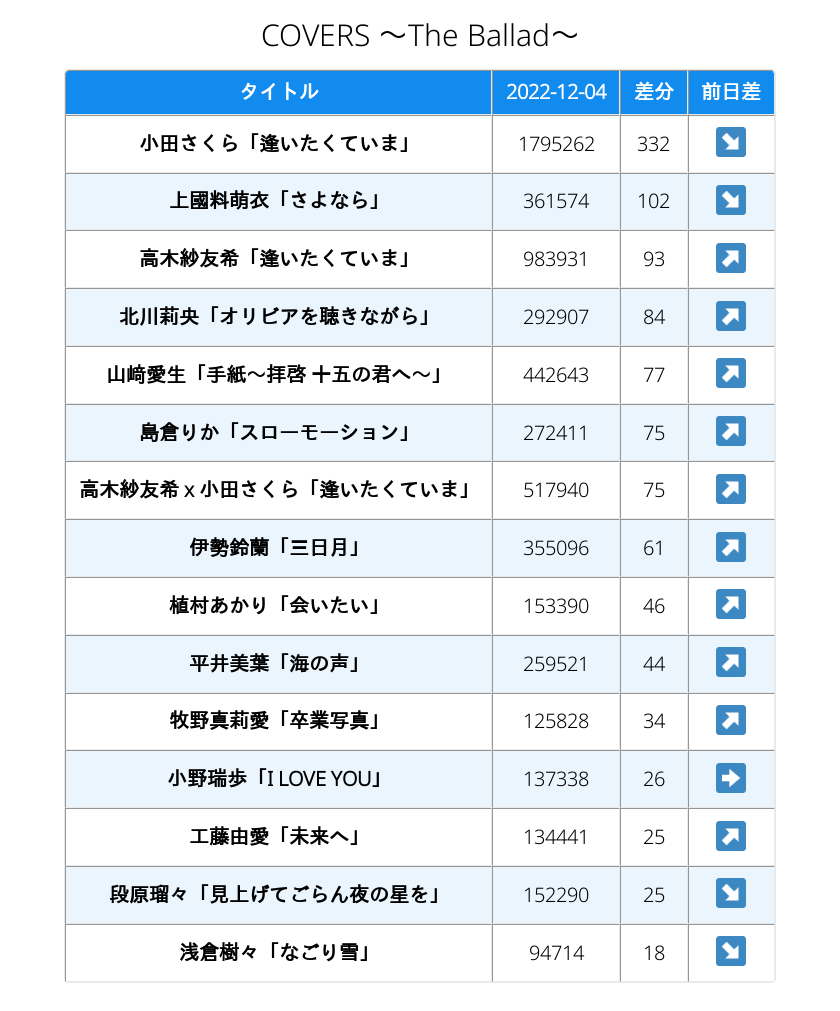 COVERS ～The Ballad～
タイトル 2022-12-04 差分 前日差
小田さくら「逢いたくていま」 1795262 332 ↘
上國料萌衣「さよなら」 361574 102 ↘
高木紗友希「逢いたくていま」 983931 93 ↗
北川莉央「オリビアを聴きながら」 292907 84 ↗
山﨑愛生「手紙～拝啓 十五の君へ～」 442643 77 ↗
島倉りか「スローモーション」 272411 75 ↗
高木紗友希 x 小田さくら「逢いたくていま」 517940 75 ↗
伊勢鈴蘭「三日月」 355096 61 ↗
植村あかり「会いたい」 153390 46 ↗
平井美葉「海の声」 259521 44 ↗
牧野真莉愛「卒業写真」 125828 34 ↗
小野瑞歩「I LOVE YOU」 137338 26 ➡
工藤由愛「未来へ」 134441 25 ↗
段原瑠々「見上げてごらん夜の星を」 152290 25 ↘
浅倉樹々「なごり雪」 94714 18 ↘